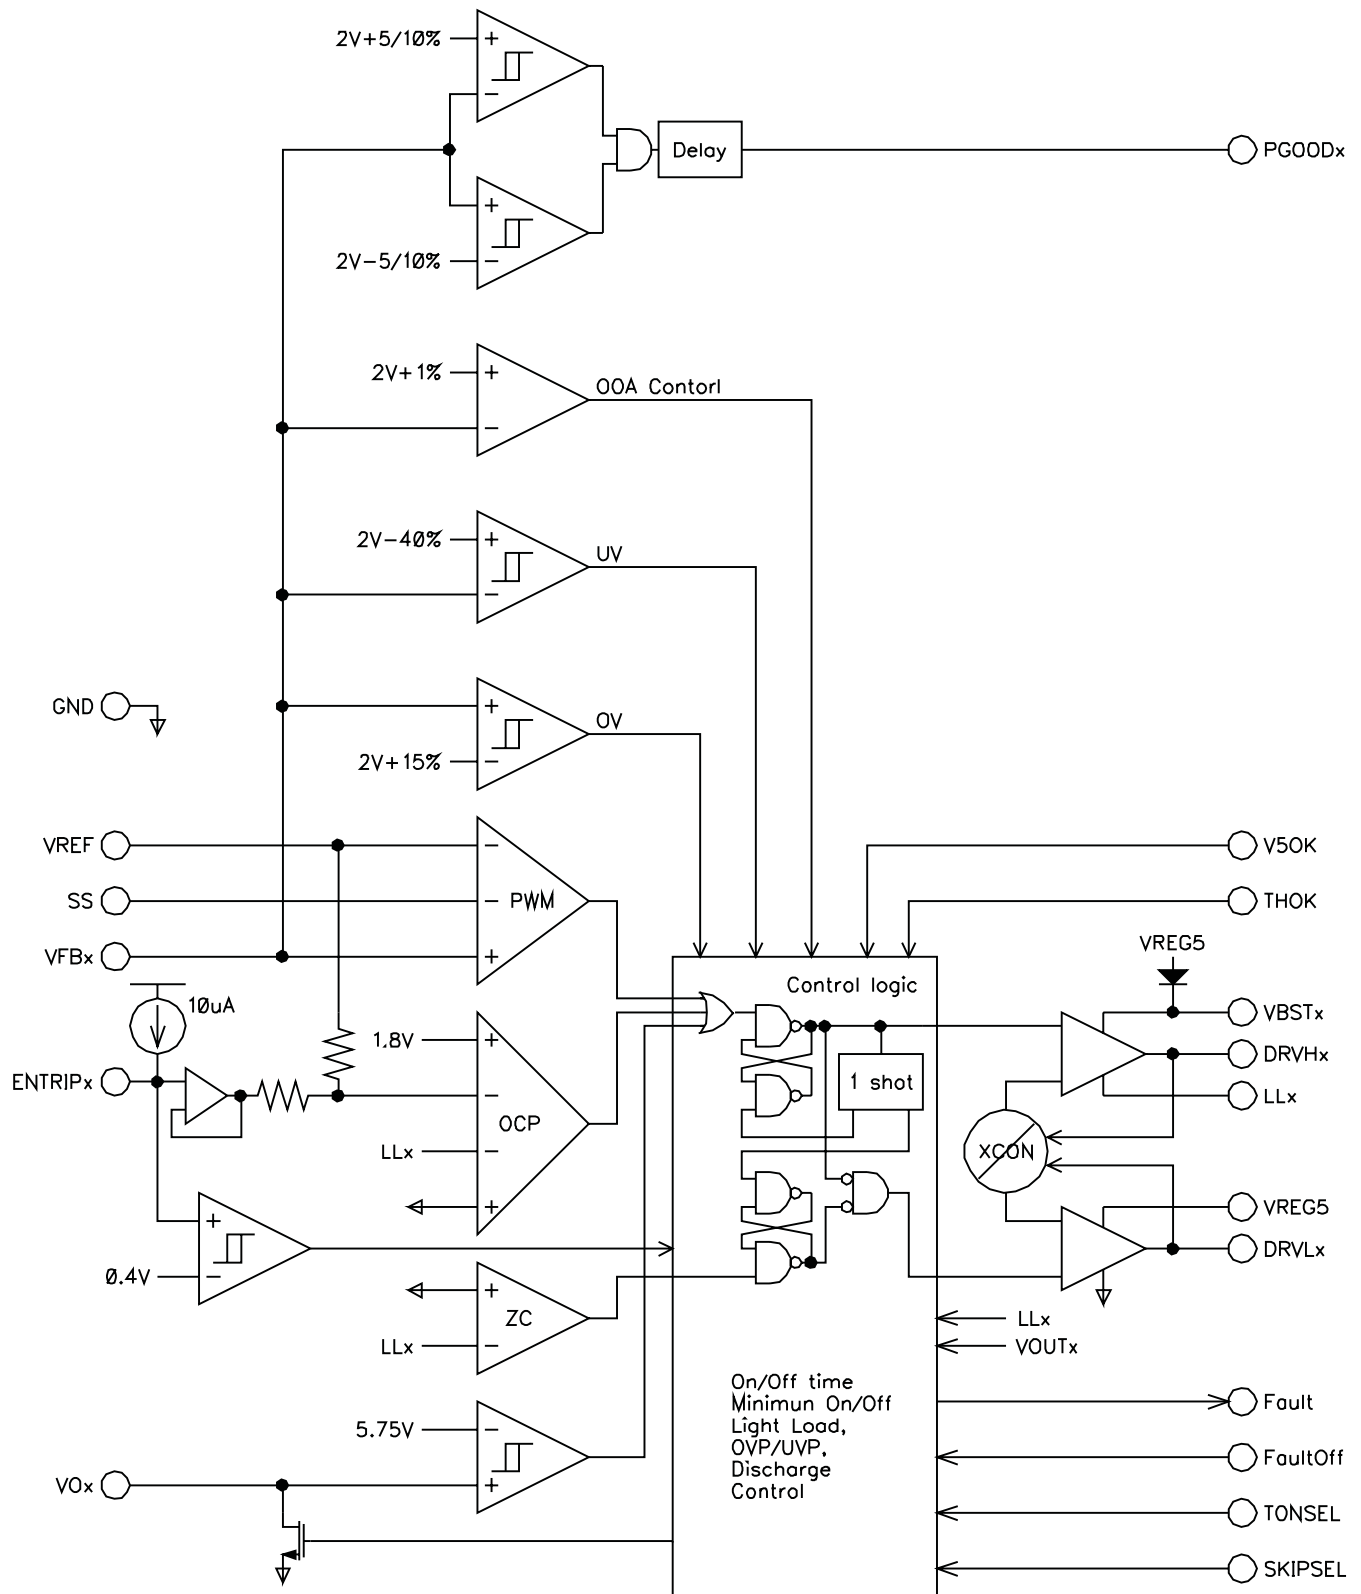 2V+5/10%
Delay
PGOODx
2V-5/10%
2V+1%
OOA Contorl
2V-40%
UV
GND
OV
2V+15%
VREF
V5OK
SS
PWM
THOK
VFBx
VREG5
Control logic
10uA
VBSTx
1.8V
DRVHx
ENTRIPx
1 shot
LLx
OCP
LLx
XCON
VREG5
DRVLx
0.4V
ZC
LLx
LLx
VOUTx
On/Off time
Minimun On/Off
Light Load,
OVP/UVP,
Discharge
Control
Fault
5.75V
FaultOff
VOx
TONSEL
SKIPSEL